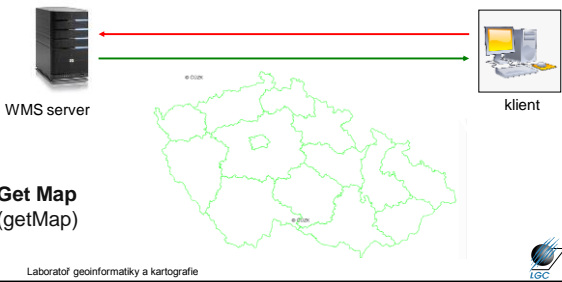 WMS server
klient
Get Map
(getMap)
Laboratoř geoinformatiky a kartografie
LGC